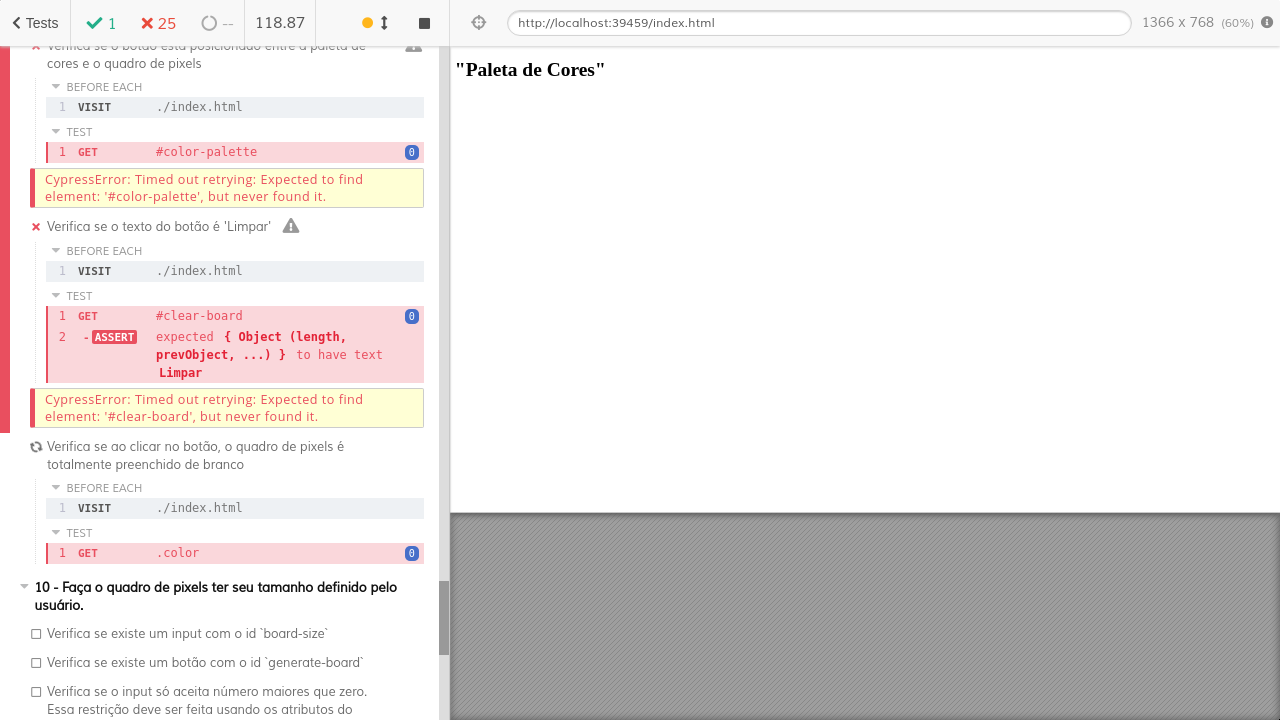 Tests
1
25
--
118.87
http://localhost:39459/index.html
1366 x 768 (60%)
Verifica se o botão está posicionado entre a paleta de
cores e o quadro de pixels
BEFORE EACH
1 VISIT ./index.html
TEST
1 GET #color-palette 0
CypressError: Timed out retrying: Expected to find
element: '#color-palette', but never found it.
Verifica se o texto do botão é 'Limpar'
BEFORE EACH
1 VISIT ./index.html
TEST
1 GET #clear-board 0
2 -ASSERT expected { Object (length,
prevObject, ...) } to have text
Limpar
CypressError: Timed out retrying: Expected to find
element: '#clear-board', but never found it.
Verifica se ao clicar no botão, o quadro de pixels é
totalmente preenchido de branco
BEFORE EACH
1 VISIT ./index.html
TEST
1 GET .color 0
10 - Faça o quadro de pixels ter seu tamanho definido pelo
usuário.
Verifica se existe um input com o id `board-size`
Verifica se existe um botão com o id `generate-board`
Verifica se o input só aceita número maiores que zero.
Essa restrição deve ser feita usando os atributos do
"Paleta de Cores"